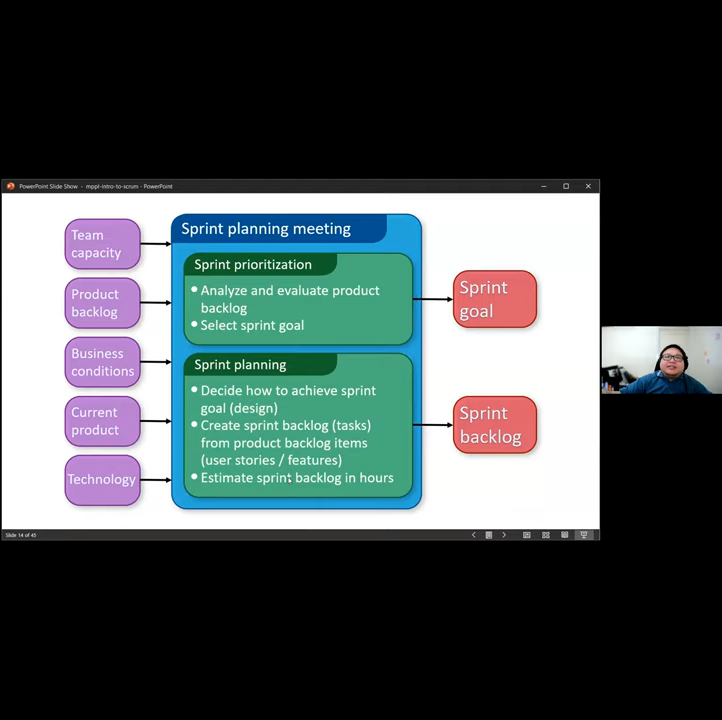 PowerPoint Slide Show - mppl-intro-to-scrum - PowerPoint
Team
capacity
Product
backlog
Business
conditions
Current
product
Technology
Sprint planning meeting
Sprint prioritization
Analyze and evaluate product
backlog
Select sprint goal
Sprint planning
Decide how to achieve sprint
goal (design)
Create sprint backlog (tasks)
from product backlog items
(user stories / features)
Estimate sprint backlog in hours
Sprint
goal
Sprint
backlog
Slide 14 of 45